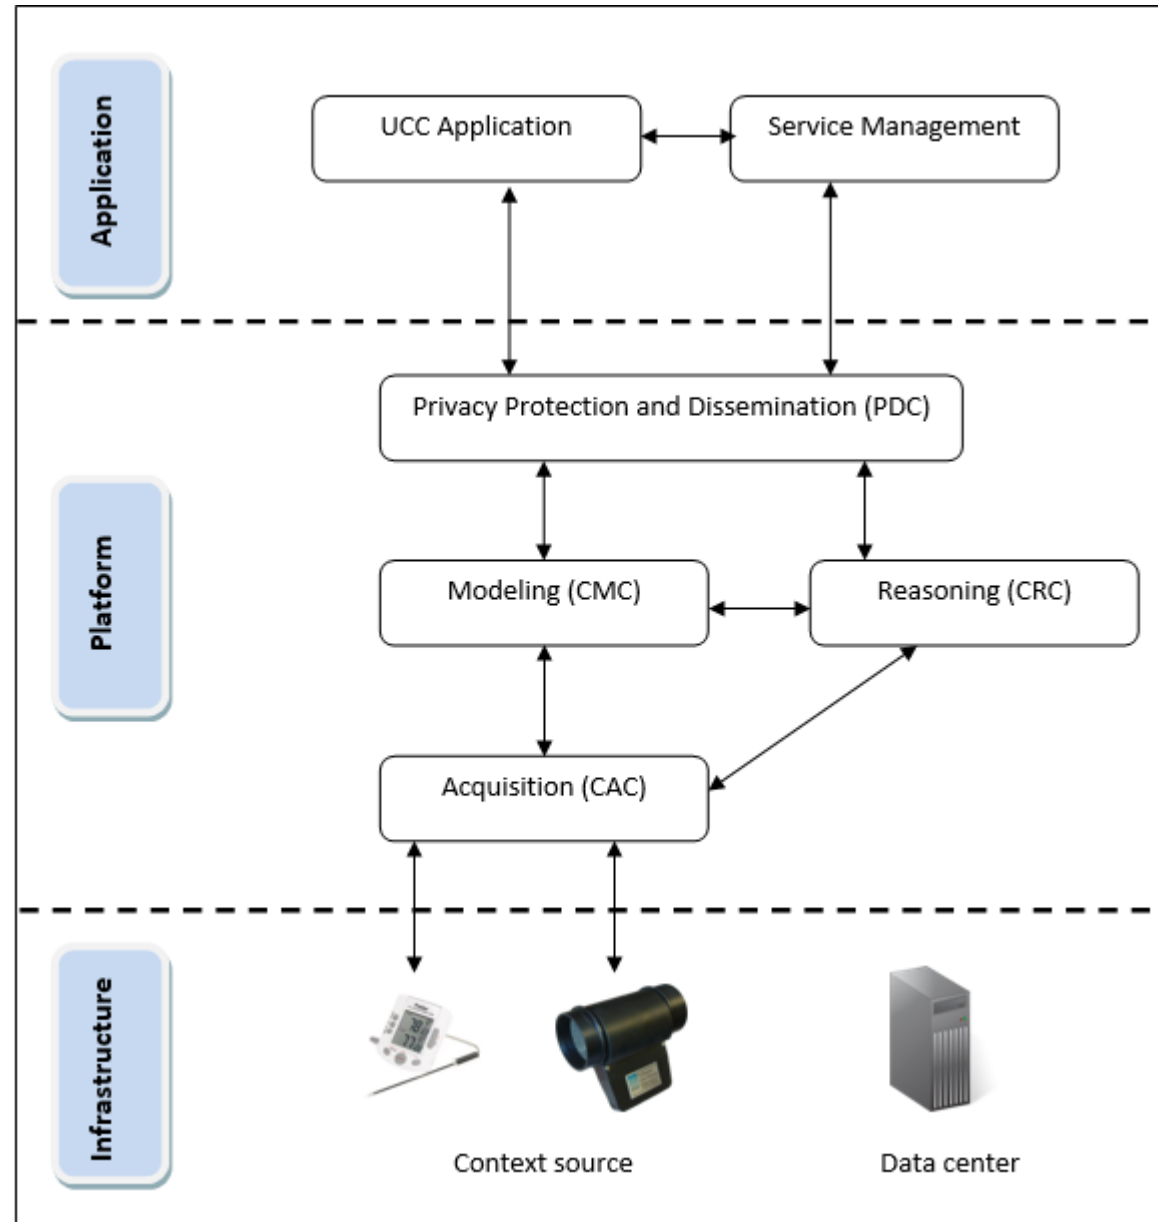 Application
UCC Application
Service Management
Platform
Privacy Protection and Dissemination (PDC)
Modeling (CMC)
Reasoning (CRC)
Acquisition (CAC)
Infrastructure
Context source
Data center